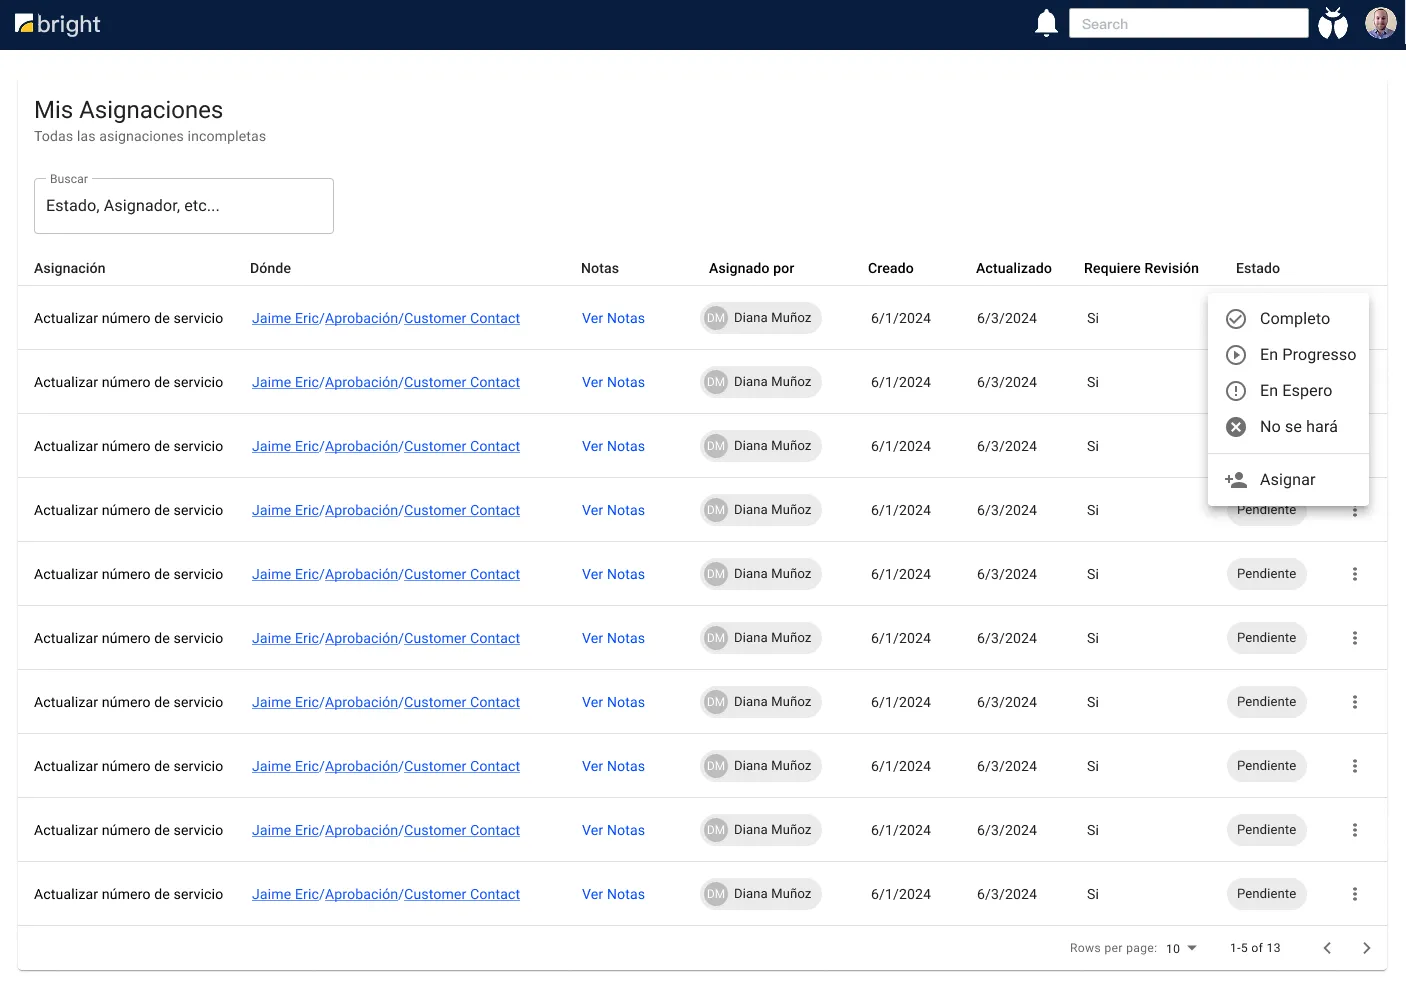 bright
Search
Mis Asignaciones
Todas las asignaciones incompletas
Buscar
Estado, Asignador, etc...
Asignación Dónde Notas Asignado por Creado Actualizado Requiere Revisión Estado
Actualizar número de servicio Jaime Eric/Aprobación/Customer Contact Ver Notas DM Diana Muñoz 6/1/2024 6/3/2024 Si
Actualizar número de servicio Jaime Eric/Aprobación/Customer Contact Ver Notas DM Diana Muñoz 6/1/2024 6/3/2024 Si
Actualizar número de servicio Jaime Eric/Aprobación/Customer Contact Ver Notas DM Diana Muñoz 6/1/2024 6/3/2024 Si
Completo
En Progresso
En Espero
No se hará
Asignar
Actualizar número de servicio Jaime Eric/Aprobación/Customer Contact Ver Notas DM Diana Muñoz 6/1/2024 6/3/2024 Si Pendiente
Actualizar número de servicio Jaime Eric/Aprobación/Customer Contact Ver Notas DM Diana Muñoz 6/1/2024 6/3/2024 Si Pendiente
Actualizar número de servicio Jaime Eric/Aprobación/Customer Contact Ver Notas DM Diana Muñoz 6/1/2024 6/3/2024 Si Pendiente
Actualizar número de servicio Jaime Eric/Aprobación/Customer Contact Ver Notas DM Diana Muñoz 6/1/2024 6/3/2024 Si Pendiente
Actualizar número de servicio Jaime Eric/Aprobación/Customer Contact Ver Notas DM Diana Muñoz 6/1/2024 6/3/2024 Si Pendiente
Actualizar número de servicio Jaime Eric/Aprobación/Customer Contact Ver Notas DM Diana Muñoz 6/1/2024 6/3/2024 Si Pendiente
Actualizar número de servicio Jaime Eric/Aprobación/Customer Contact Ver Notas DM Diana Muñoz 6/1/2024 6/3/2024 Si Pendiente
Rows per page: 10 1-5 of 13